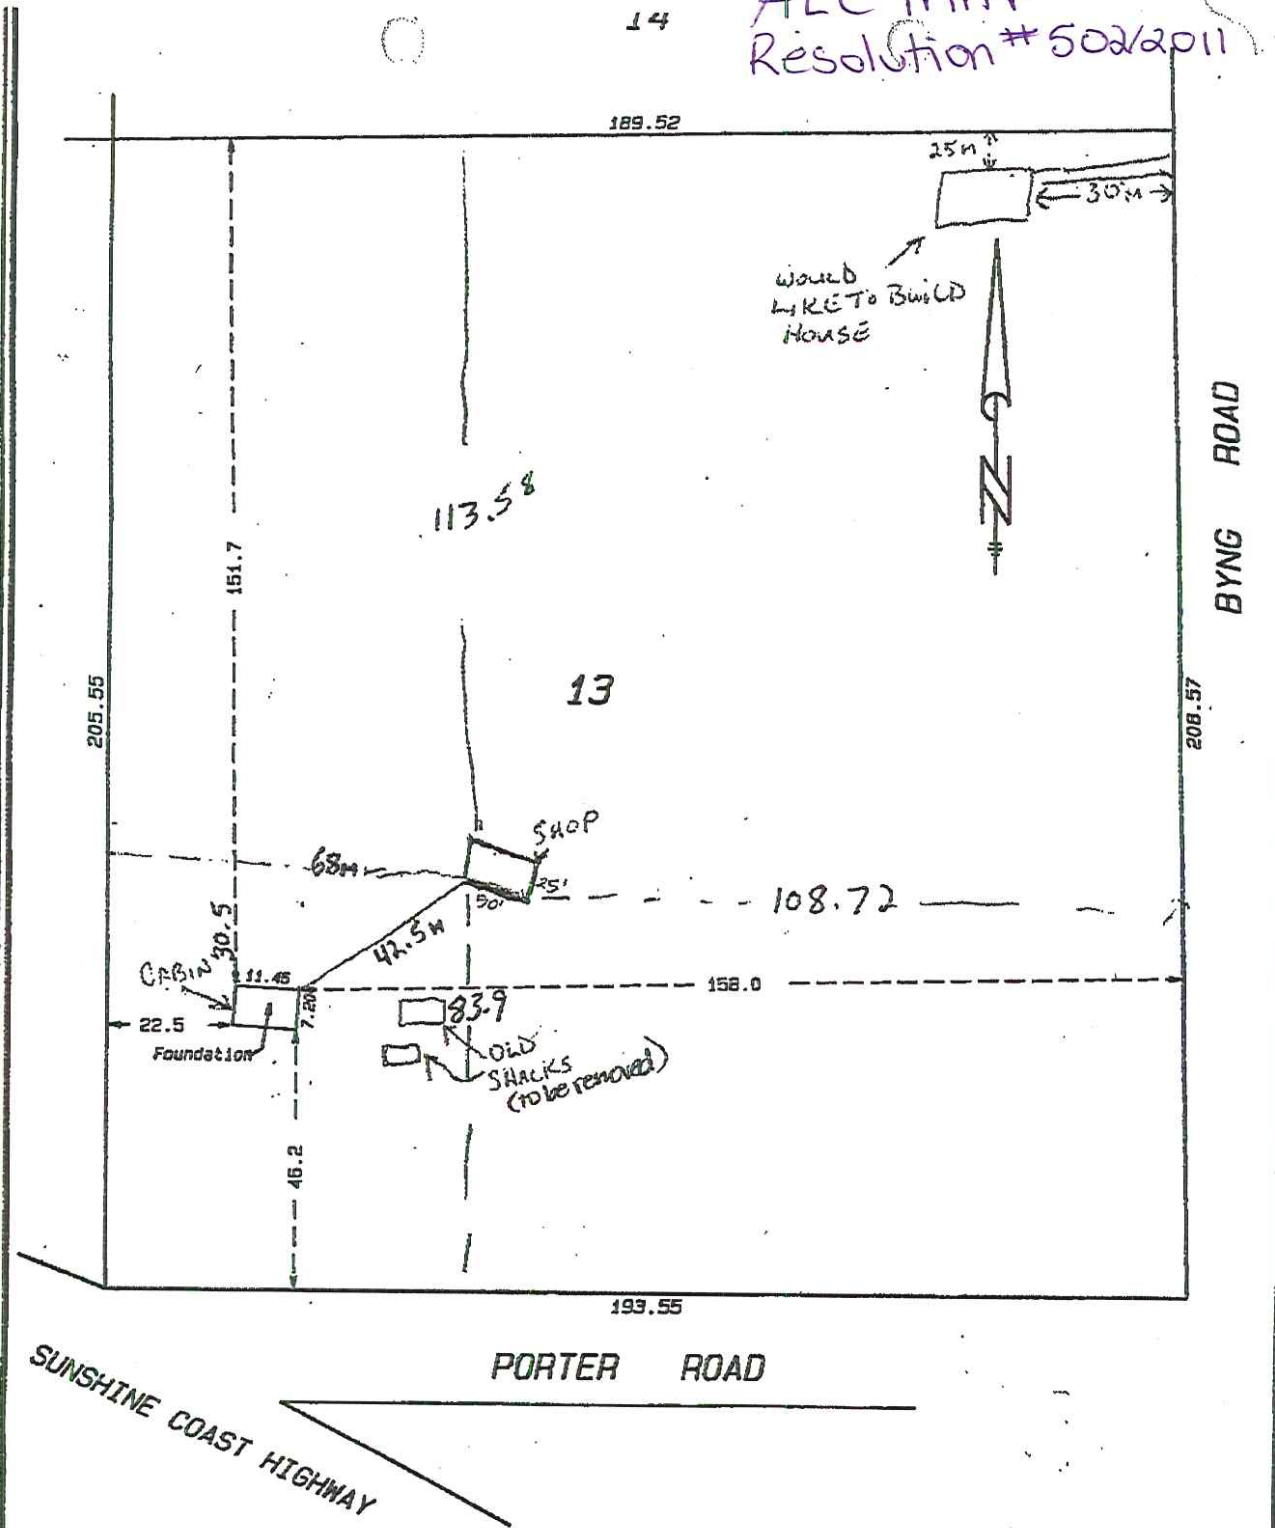 14
Resolution #502/2011
189.52
25m
30m
WOULD
LIKE TO BUILD
HOUSE
N
BYNG ROAD
113.58
151.7
205.55
13
208.57
SHOP
68m
25'
108.72
42.5m
30.5
CABIN
11.45
158.0
7.20
83.9
22.5
Foundation
OLD
SHACKS
(to be removed)
46.2
193.55
PORTER ROAD
SUNSHINE COAST HIGHWAY